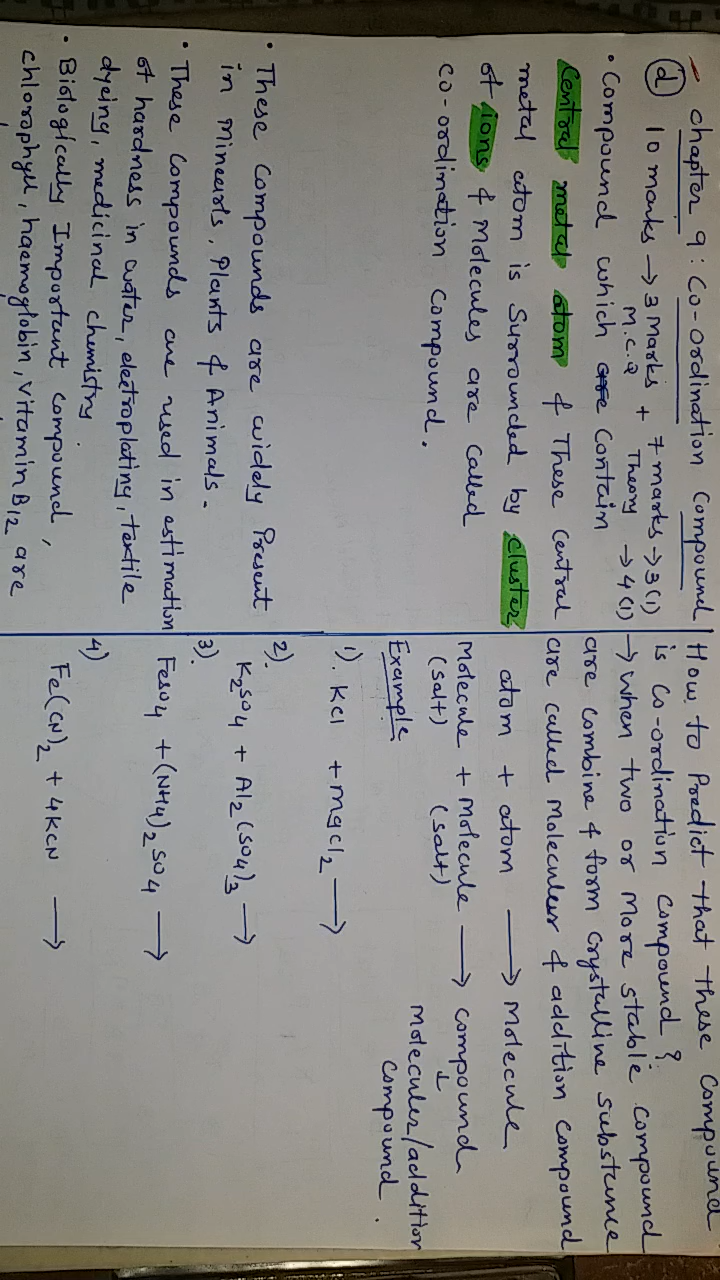 Chapter 9: Co-ordination Compound
(d) 10 marks → 3 Marks + 7 marks → 3(1)
M.C.Q Theory → 4(1)
• Compound which are Contain
Central metal atom & These Central
metal atom is Surrounded by Cluster
of ions & Molecules are Called
Co-ordination Compound.
• These Compounds are widely Present
in Minerals, Plants & Animals.
• These Compounds are used in estimation
of hardness in water, electroplating, textile
dyeing, medicinal chemistry
• Biologically Important compound,
chlorophyll, haemoglobin, vitamin B12 are
How to Predict that these Compound
is Co-ordination Compound?
→ When two or More stable Compound
are Combine & form crystalline substance
are called Molecular & addition Compound
atom + atom → Molecule
Molecule + Molecule → Compound
(salt) (salt) ↓
Molecular/addition
Compound.
Example
1). KCl + MgCl2 →
2).
K2SO4 + Al2(SO4)3 →
3).
FeSO4 + (NH4)2SO4 →
4)
Fe(CN)2 + 4KCN →